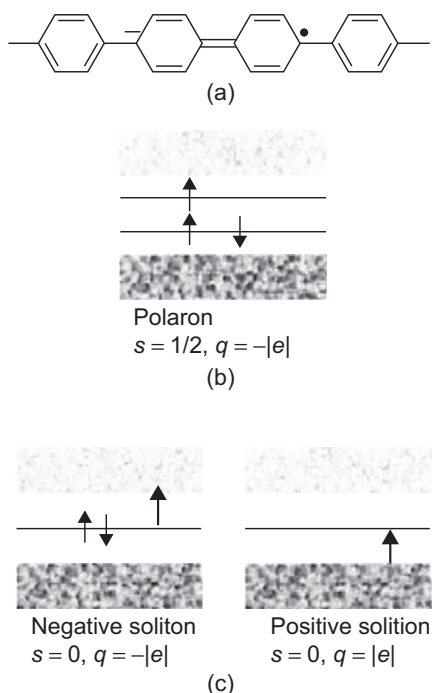 (a)
Polaron
s = 1/2, q = −|e|
(b)
Negative soliton
s = 0, q = −|e|
Positive solition
s = 0, q = |e|
(c)